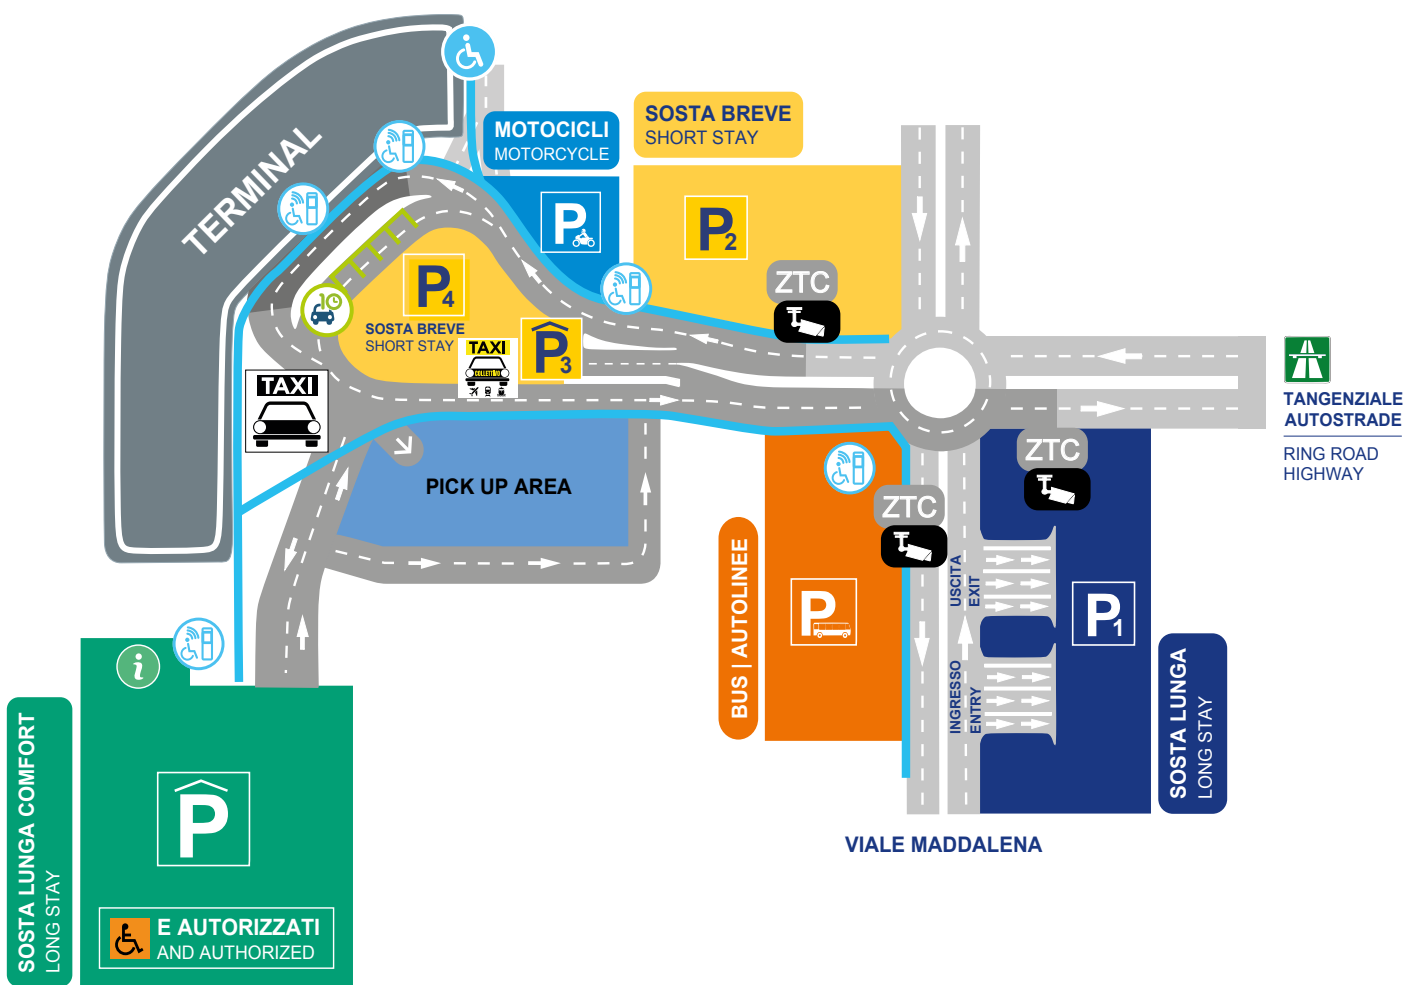 TERMINAL
MOTOCICLI
MOTORCYCLE
SOSTA BREVE
SHORT STAY
P
P2
ZTC
P4
SOSTA BREVE
SHORT STAY
10
TAXI
COLLETTIVO
P3
TAXI
TANGENZIALE
AUTOSTRADE
RING ROAD
HIGHWAY
PICK UP AREA
ZTC
ZTC
BUS | AUTOLINEE
P
USCITA
EXIT
INGRESSO
ENTRY
P1
SOSTA LUNGA
LONG STAY
VIALE MADDALENA
i
SOSTA LUNGA COMFORT
LONG STAY
P
E AUTORIZZATI
AND AUTHORIZED